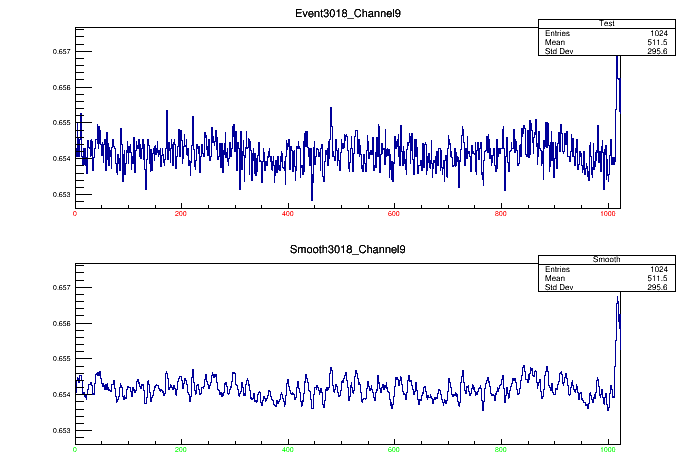 Event3018_Channel9
Test
Entries 1024
Mean 511.5
Std Dev 295.6
0.657
0.656
0.655
0.654
0.653
0 200 400 600 800 1000
Smooth3018_Channel9
Smooth
Entries 1024
Mean 511.5
Std Dev 295.6
0.657
0.656
0.655
0.654
0.653
0 200 400 600 800 1000